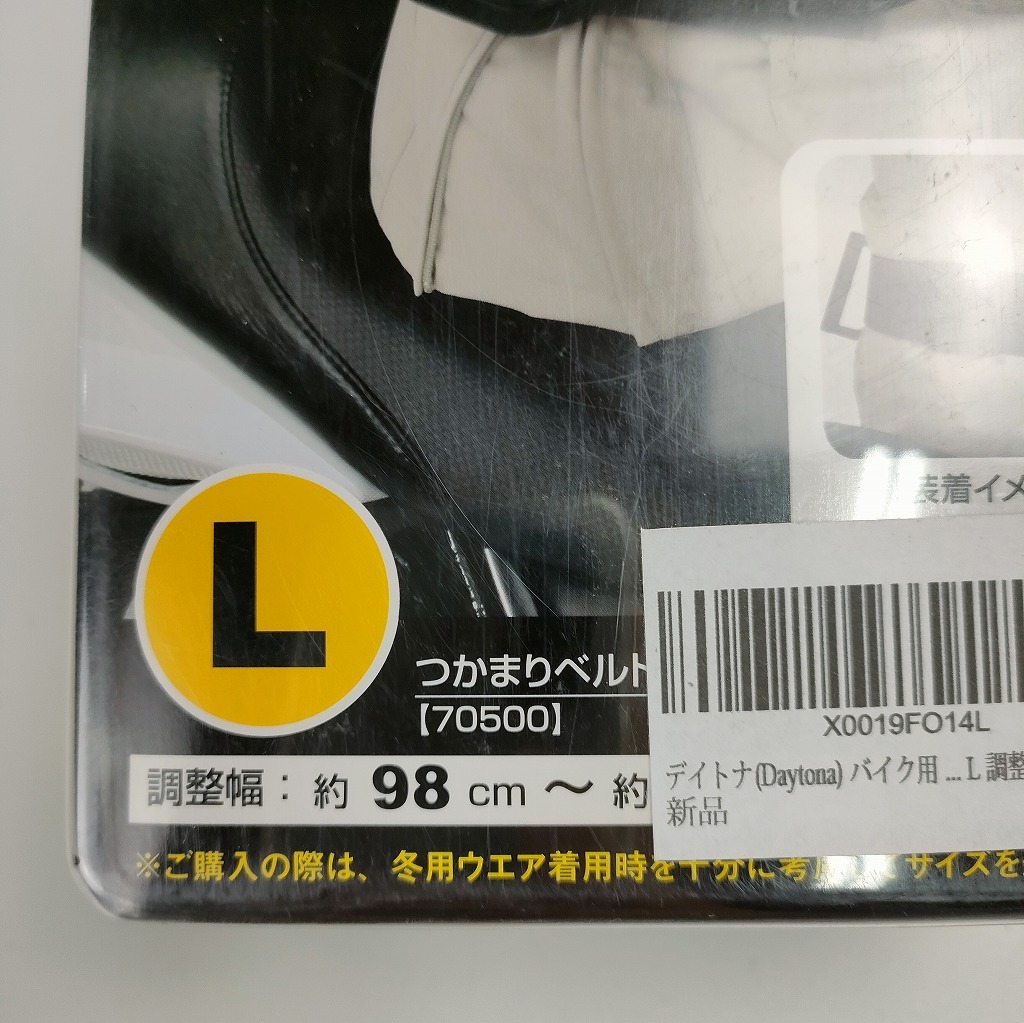 装着イメ
L
つかまりベルト
【70500】
調整幅：約 98 cm ～ 約
X0019FO14L
デイトナ(Daytona) バイク用 ... L 調整
新品
※ご購入の際は、冬用ウエア着用時を十分に考慮してサイズを